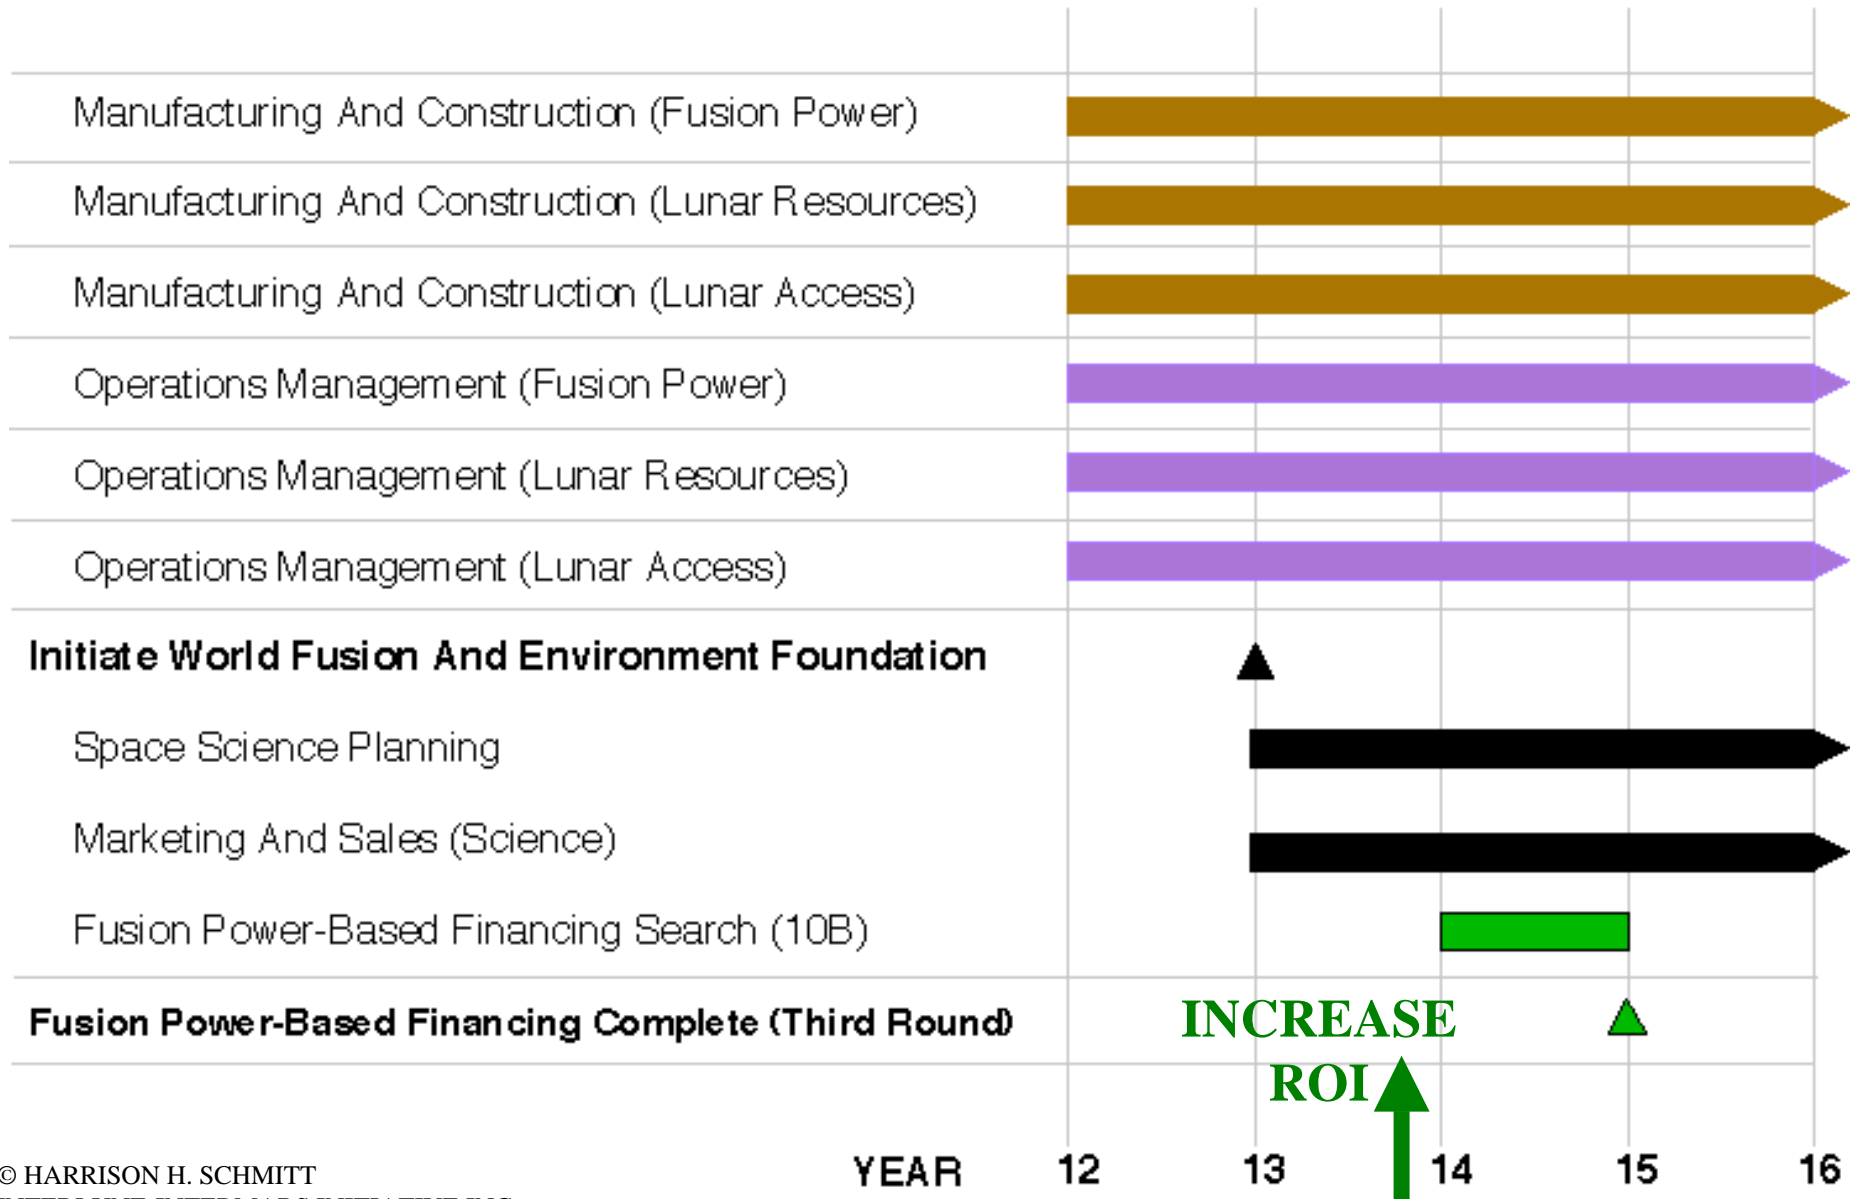 Manufacturing And Construction (Fusion Power)
Manufacturing And Construction (Lunar Resources)
Manufacturing And Construction (Lunar Access)
Operations Management (Fusion Power)
Operations Management (Lunar Resources)
Operations Management (Lunar Access)
Initiate World Fusion And Environment Foundation
Space Science Planning
Marketing And Sales (Science)
Fusion Power-Based Financing Search (10B)
Fusion Power-Based Financing Complete (Third Round)
INCREASE
ROI
YEAR 12 13 14 15 16
© HARRISON H. SCHMITT